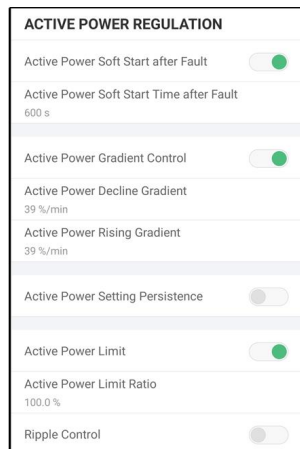 ACTIVE POWER REGULATION
Active Power Soft Start after Fault
Active Power Soft Start Time after Fault
600 s
Active Power Gradient Control
Active Power Decline Gradient
39 %/min
Active Power Rising Gradient
39 %/min
Active Power Setting Persistence
Active Power Limit
Active Power Limit Ratio
100.0 %
Ripple Control